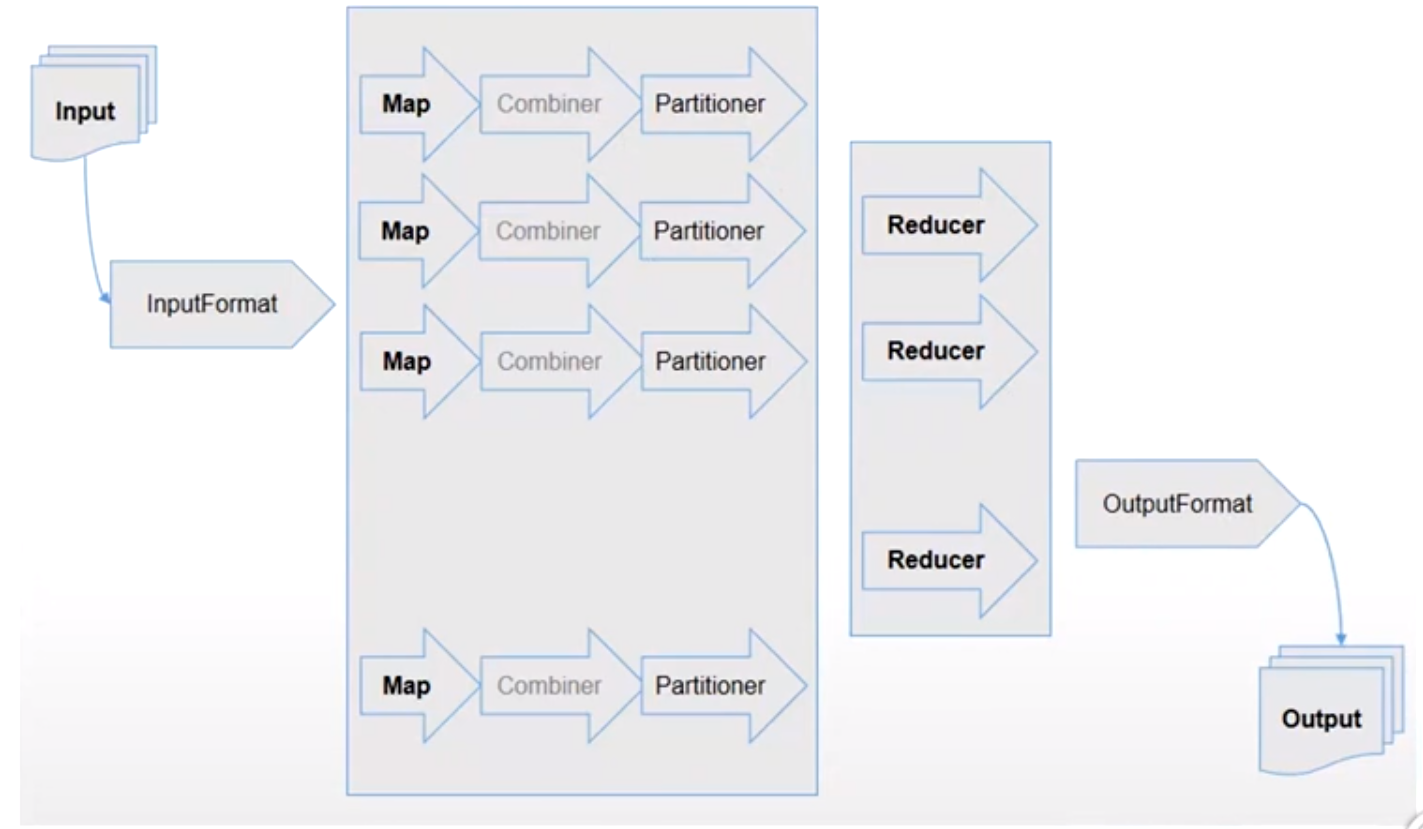 Input
InputFormat
Map Combiner Partitioner
Map Combiner Partitioner
Map Combiner Partitioner
Map Combiner Partitioner
Reducer
Reducer
Reducer
OutputFormat
Output